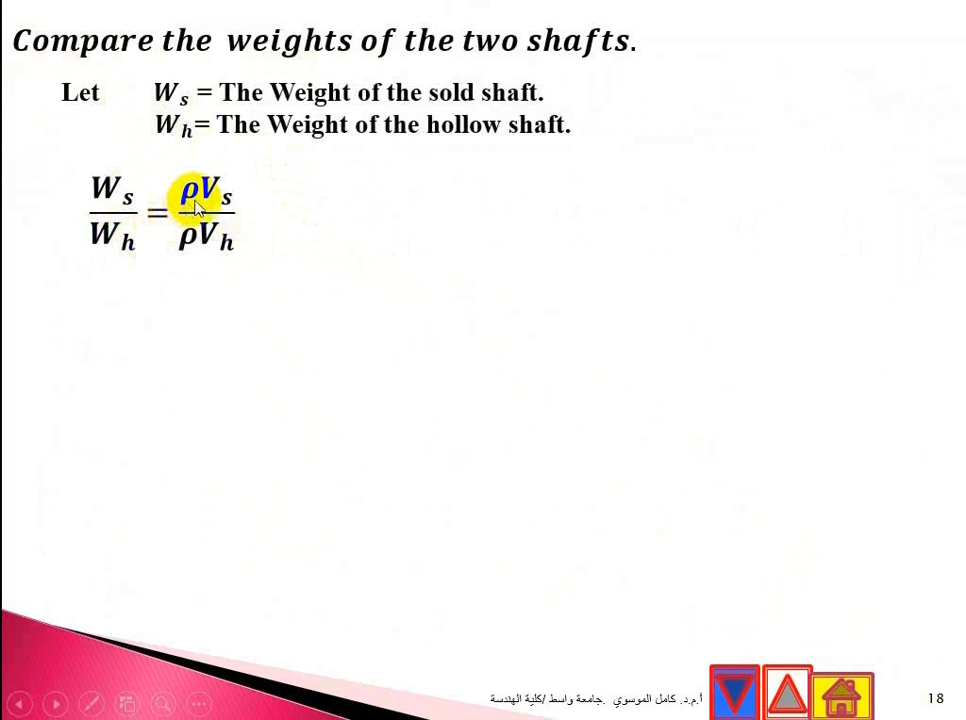 Compare the weights of the two shafts.
Let W_s = The Weight of the sold shaft.
W_h= The Weight of the hollow shaft.
W_s/W_h = ρV_s/ρV_h
أ.م.د. كامل الموسوي .جامعة واسط /كلية الهندسة
18